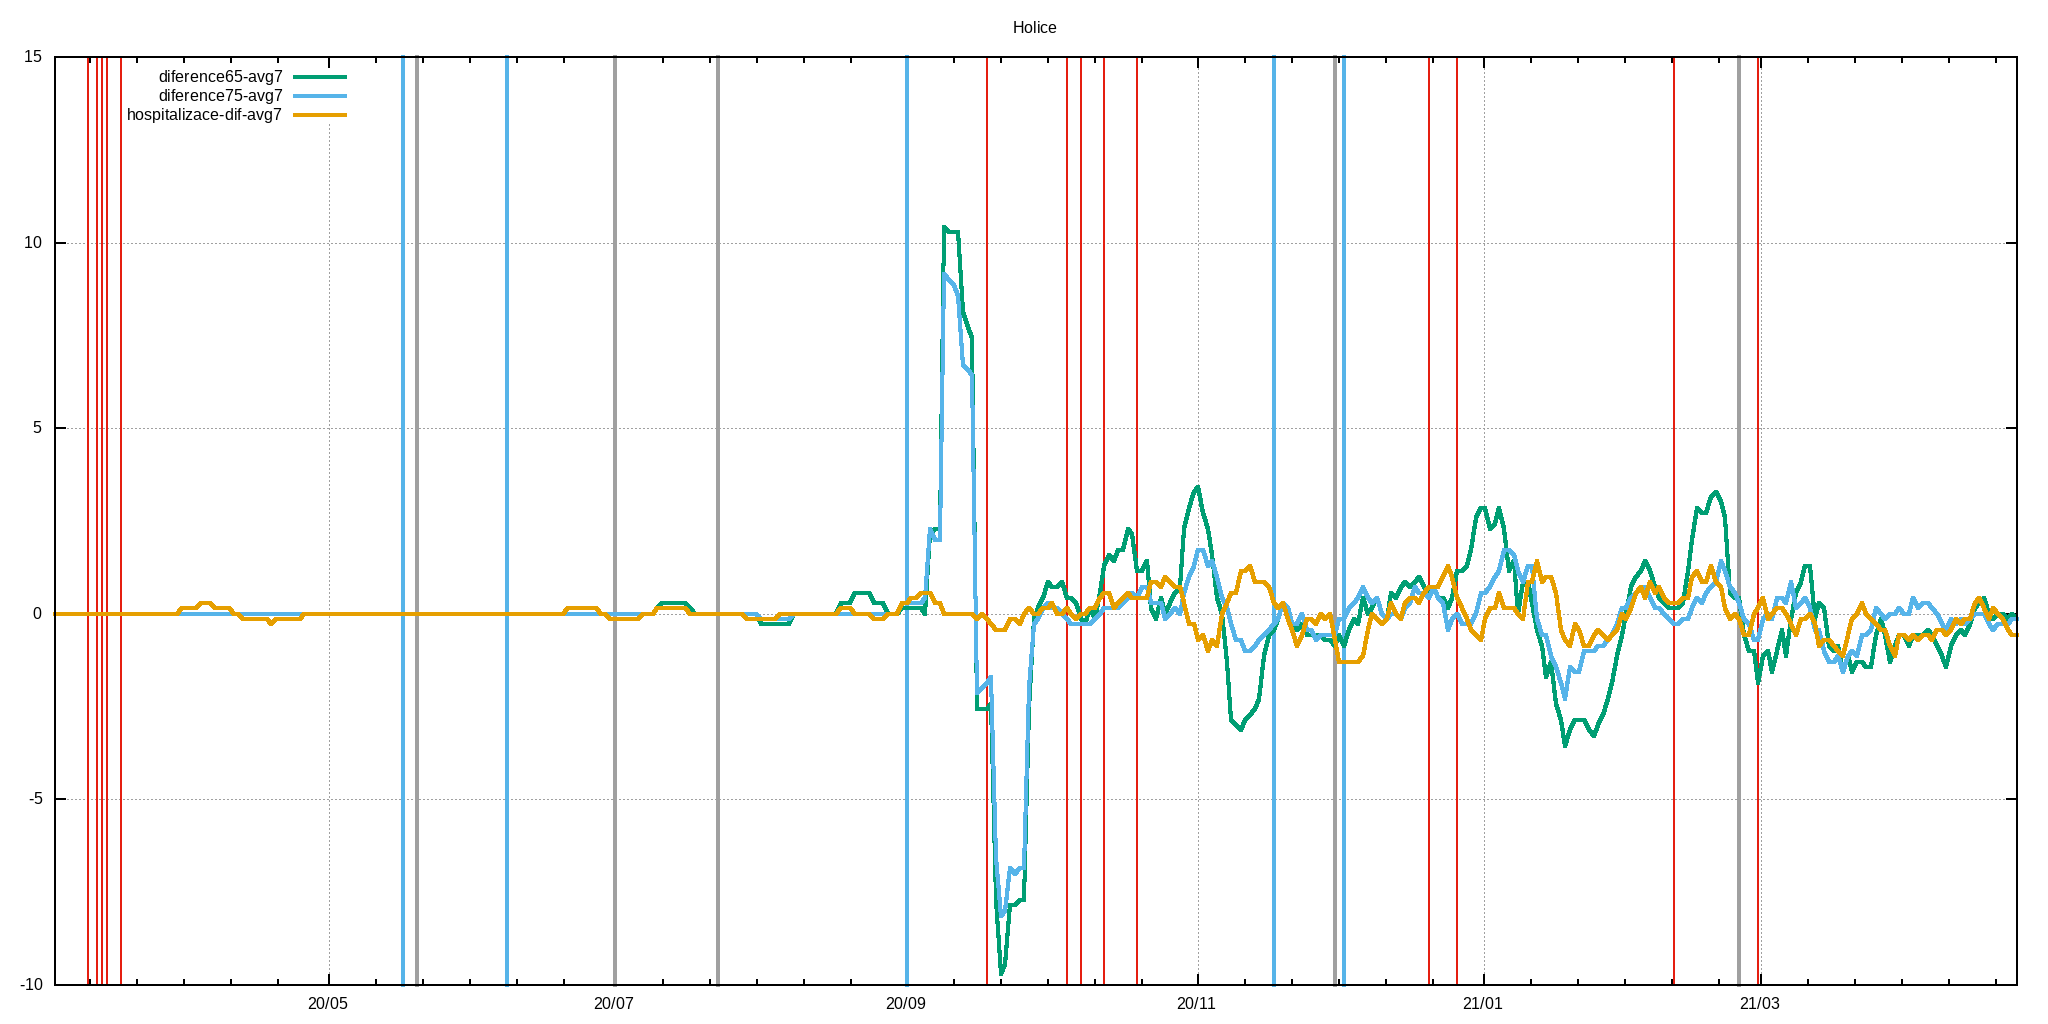 Holice
15
diference65-avg7
diference75-avg7
hospitalizace-dif-avg7
10
5
0
-5
-10
20/05 20/07 20/09 20/11 21/01 21/03